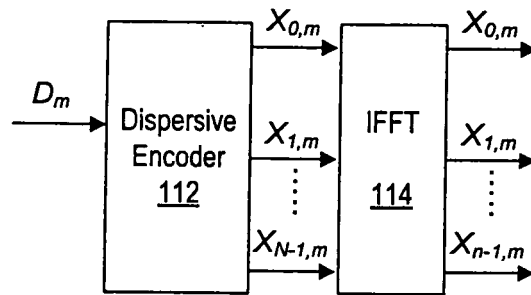 X0,m X0,m
Dm
Dispersive Encoder 112
X1,m
IFFT 114
X1,m
XN-1,m Xn-1,m